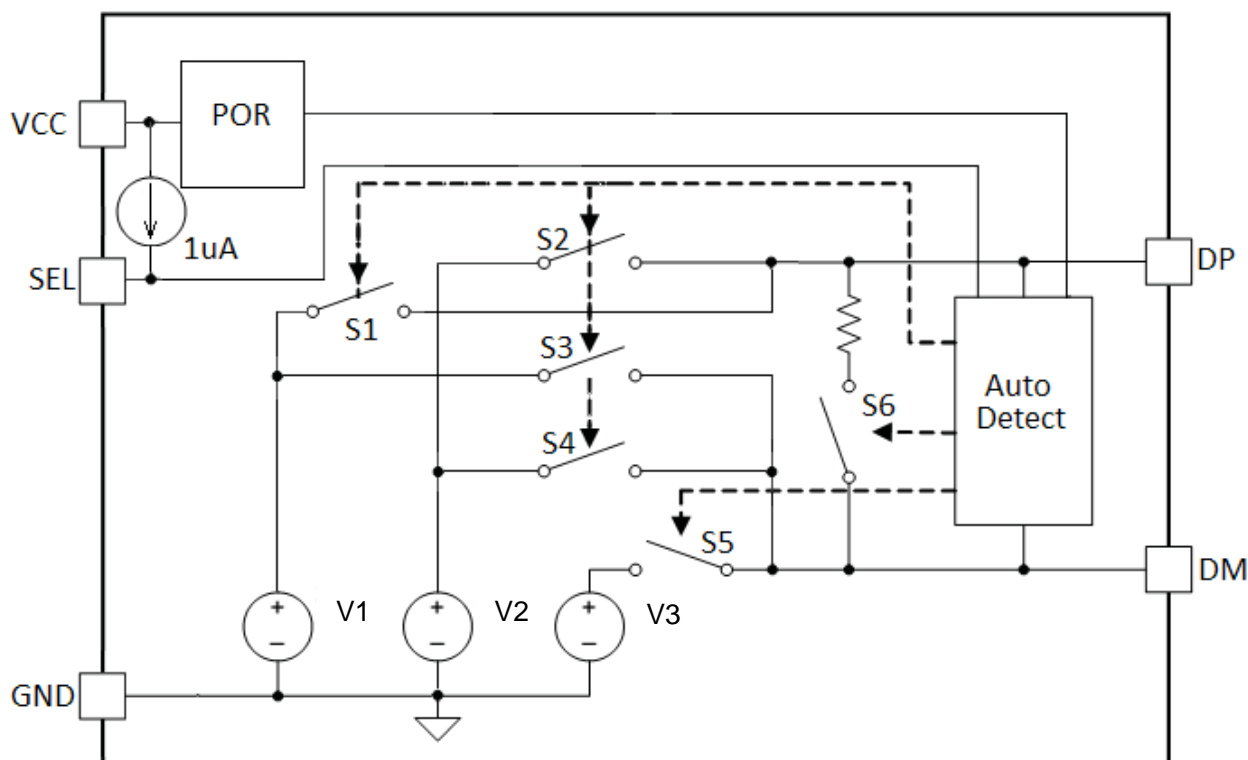 VCC
POR
1uA
SEL
S2
DP
S1
S3
Auto
Detect
S6
S4
S5
DM
V1
V2
V3
GND